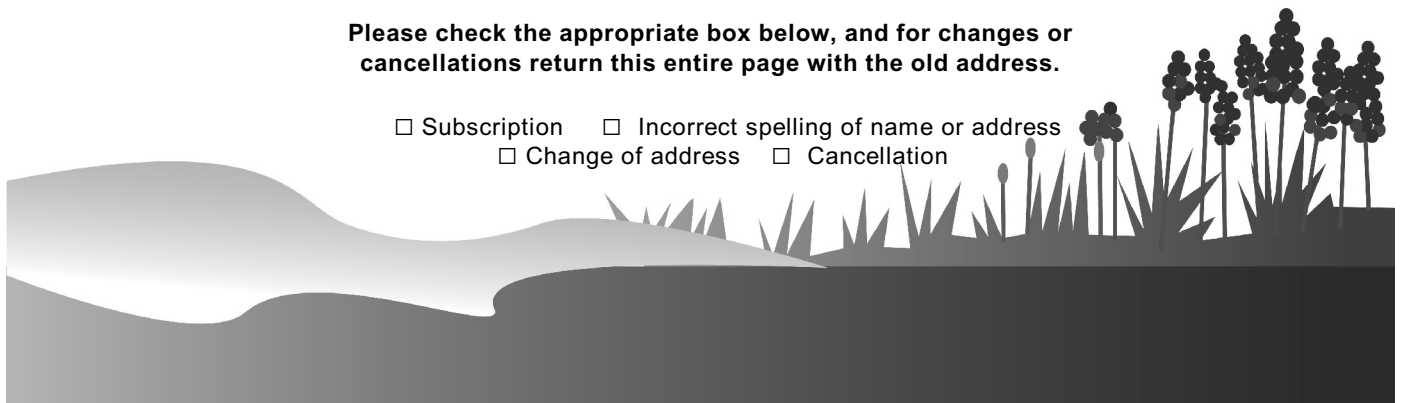 Please check the appropriate box below, and for changes or
cancellations return this entire page with the old address.
☐ Subscription ☐ Incorrect spelling of name or address
☐ Change of address ☐ Cancellation